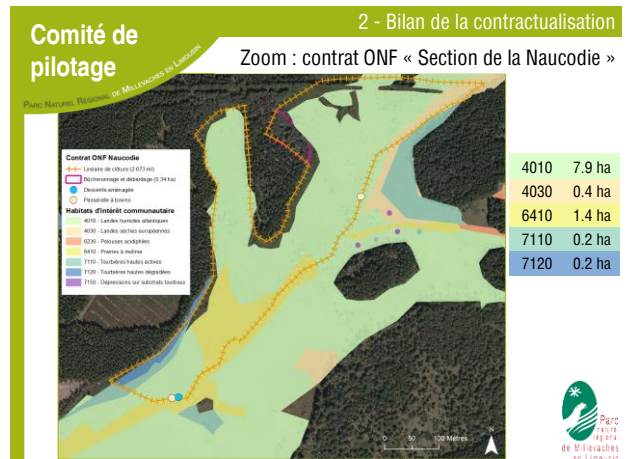 2 - Bilan de la contractualisation
Comité de
pilotage
PARC NATUREL RÉGIONAL DE MILLEVACHES EN LIMOUSIN
Zoom : contrat ONF « Section de la Naucodie »
Contrat ONF Naucodie
Linéaire de clôture (2 673 ml)
Bûcheronnage et débardage (0,34 ha)
Descente aménagée
Passerelle à bovins
Habitats d'intérêt communautaire
4010 - Landes humides atlantiques
4030 - Landes sèches européennes
6230 - Pelouses acidiphiles
6410 - Prairies à molinie
7110 - Tourbières hautes actives
7120 - Tourbières hautes dégradées
7150 - Dépressions sur substrats tourbeux
4010 7.9 ha
4030 0.4 ha
6410 1.4 ha
7110 0.2 ha
7120 0.2 ha
N
0 50 100 Mètres
Parc
naturel
régional
de Millevaches
en Limousin